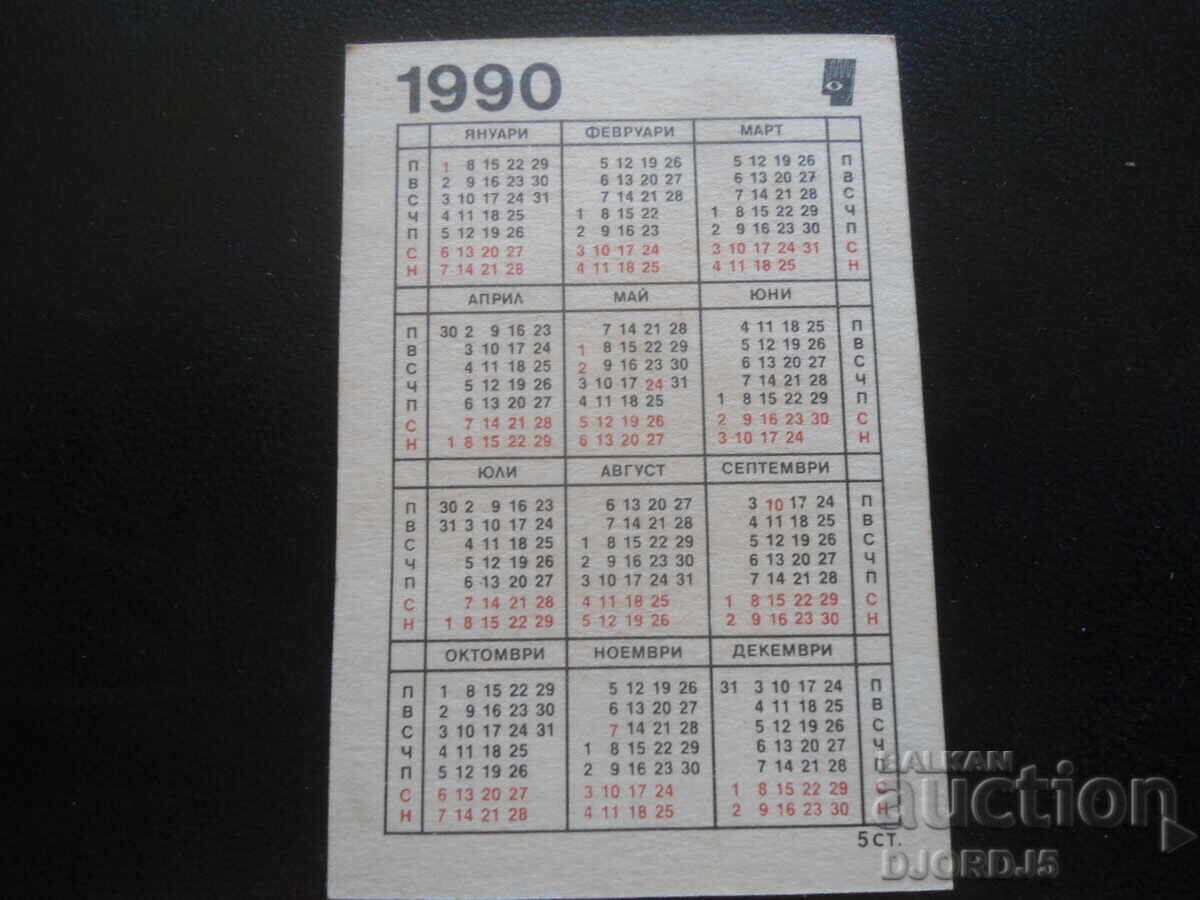 1990
ЯНУАРИ ФЕВРУАРИ МАРТ
П 1 8 15 22 29 5 12 19 26 5 12 19 26 П
В 2 9 16 23 30 6 13 20 27 6 13 20 27 В
С 3 10 17 24 31 7 14 21 28 7 14 21 28 С
Ч 4 11 18 25 1 8 15 22 1 8 15 22 29 Ч
П 5 12 19 26 2 9 16 23 2 9 16 23 30 П
С 6 13 20 27 3 10 17 24 3 10 17 24 31 С
Н 7 14 21 28 4 11 18 25 4 11 18 25 Н
АПРИЛ МАЙ ЮНИ
П 30 2 9 16 23 7 14 21 28 4 11 18 25 П
В 3 10 17 24 1 8 15 22 29 5 12 19 26 В
С 4 11 18 25 2 9 16 23 30 6 13 20 27 С
Ч 5 12 19 26 3 10 17 24 31 7 14 21 28 Ч
П 6 13 20 27 4 11 18 25 1 8 15 22 29 П
С 7 14 21 28 5 12 19 26 2 9 16 23 30 С
Н 1 8 15 22 29 6 13 20 27 3 10 17 24 Н
ЮЛИ АВГУСТ СЕПТЕМВРИ
П 30 2 9 16 23 6 13 20 27 3 10 17 24 П
В 31 3 10 17 24 7 14 21 28 4 11 18 25 В
С 4 11 18 25 1 8 15 22 29 5 12 19 26 С
Ч 5 12 19 26 2 9 16 23 30 6 13 20 27 Ч
П 6 13 20 27 3 10 17 24 31 7 14 21 28 П
С 7 14 21 28 4 11 18 25 1 8 15 22 29 С
Н 1 8 15 22 29 5 12 19 26 2 9 16 23 30 Н
ОКТОМВРИ НОЕМВРИ ДЕКЕМВРИ
П 1 8 15 22 29 5 12 19 26 31 3 10 17 24 П
В 2 9 16 23 30 6 13 20 27 4 11 18 25 В
С 3 10 17 24 31 7 14 21 28 5 12 19 26 С
Ч 4 11 18 25 1 8 15 22 29 6 13 20 27 Ч
П 5 12 19 26 2 9 16 23 30 7 14 21 28 П
С 6 13 20 27 3 10 17 24 1 8 15 22 29 С
Н 7 14 21 28 4 11 18 25 2 9 16 23 30 Н
5 СТ.
BALKAN
auction
DJORDJ5